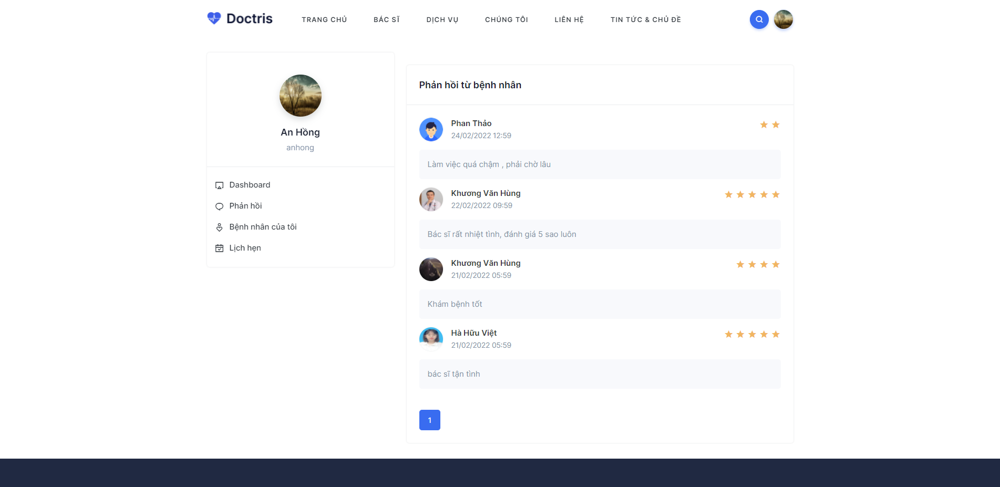 Doctris
TRANG CHỦ
BÁC SĨ
DỊCH VỤ
CHÚNG TÔI
LIÊN HỆ
TIN TỨC & CHỦ ĐỀ
An Hồng
anhong
Dashboard
Phản hồi
Bệnh nhân của tôi
Lịch hẹn
Phản hồi từ bệnh nhân
Phan Thảo
24/02/2022 12:59
Làm việc quá chậm , phải chờ lâu
Khương Văn Hùng
22/02/2022 09:59
Bác sĩ rất nhiệt tình, đánh giá 5 sao luôn
Khương Văn Hùng
21/02/2022 05:59
Khám bệnh tốt
Hà Hữu Việt
21/02/2022 05:59
bác sĩ tận tình
1